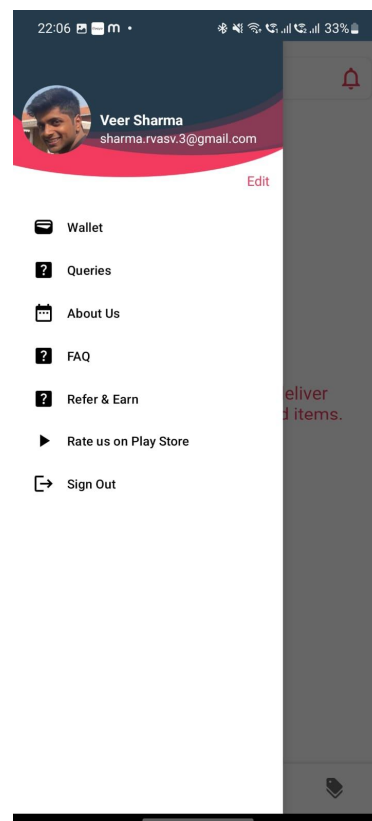 22:06 m 33%
Veer Sharma
sharma.rvasv.3@gmail.com
Edit
Wallet
Queries
About Us
FAQ
Refer & Earn
eliver
d items.
Rate us on Play Store
Sign Out